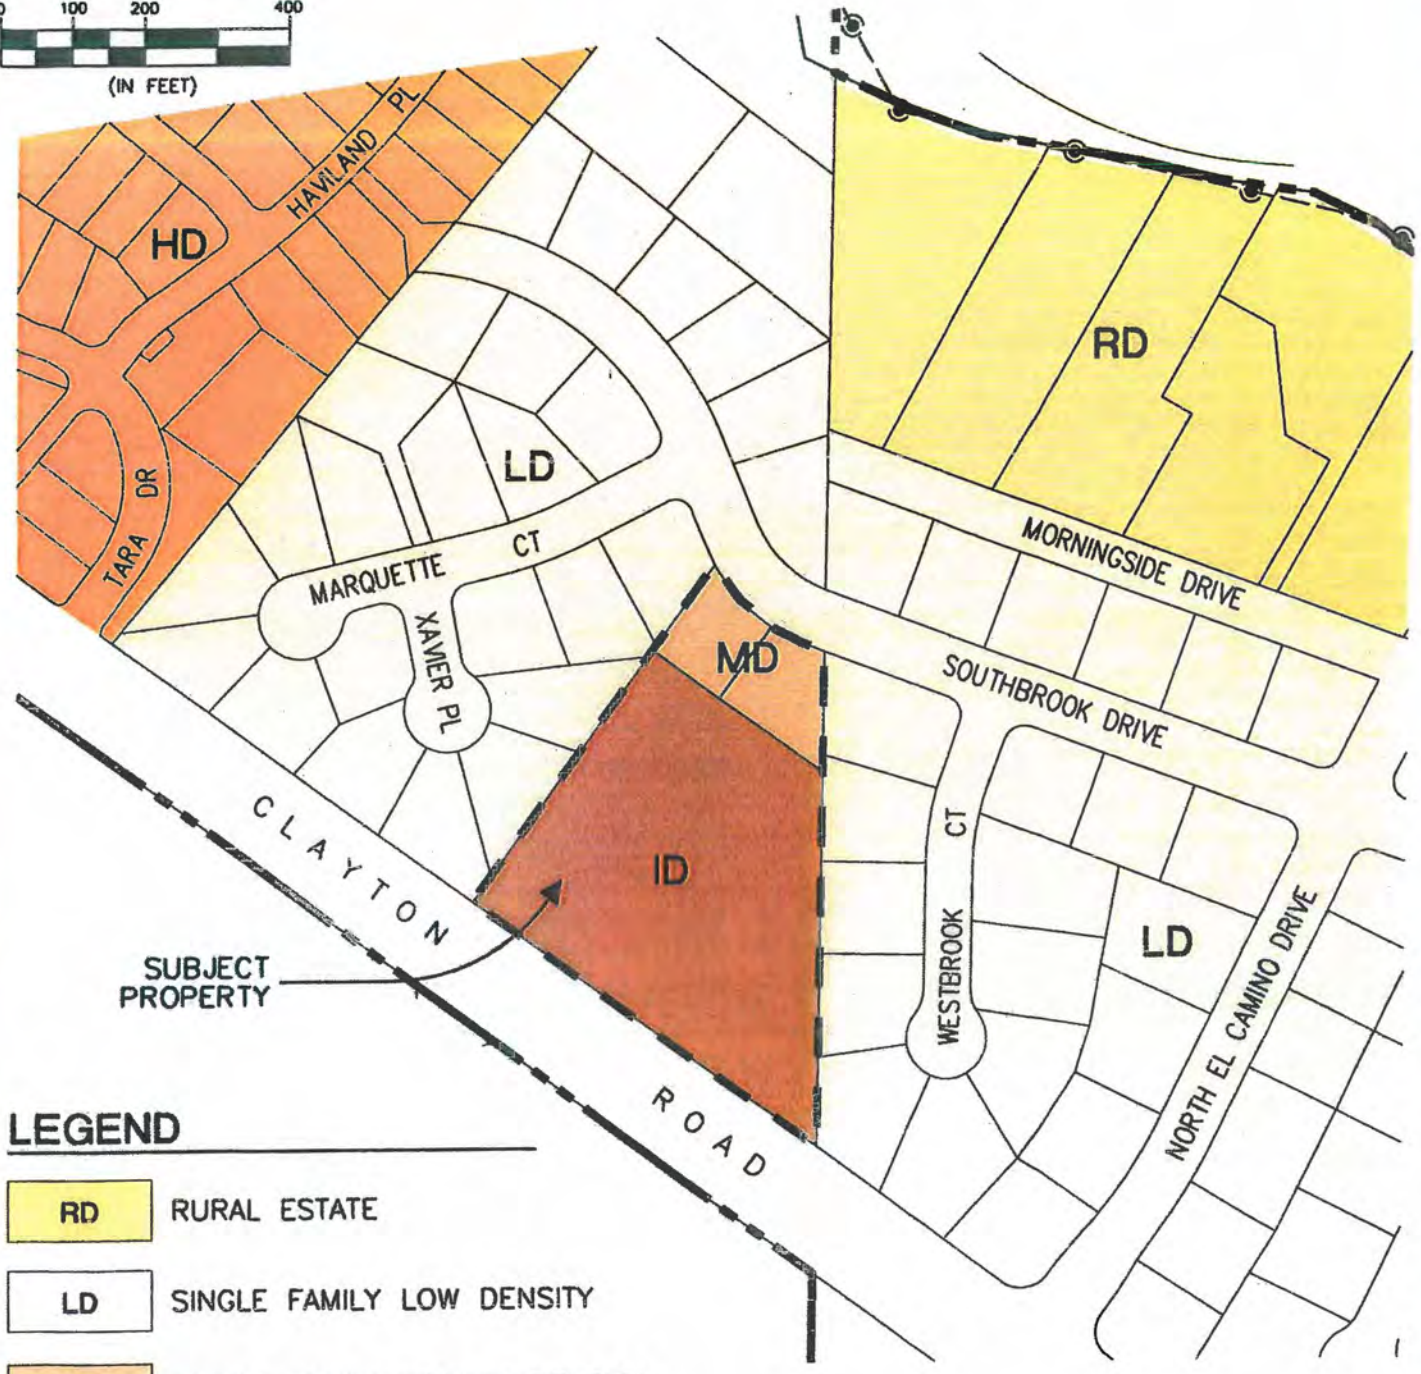 0 100 200 400
(IN FEET)
HAVILAND PL
HD
RD
LD
TARA DR
MARQUETTE CT
XAVIER PL
MORNINGSIDE DRIVE
MD
SOUTHBROOK DRIVE
ID
CLAYTON ROAD
WESTBROOK CT
LD
NORTH EL CAMINO DRIVE
SUBJECT
PROPERTY
LEGEND
RD RURAL ESTATE
LD SINGLE FAMILY LOW DENSITY